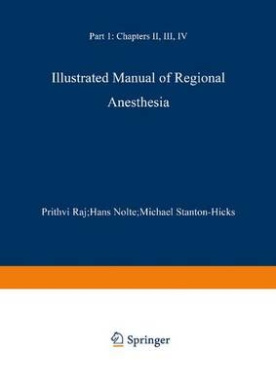 Part 1: Chapters II, III, IV
Illustrated Manual of Regional
Anesthesia
Prithvi Raj;Hans Nolte;Michael Stanton-Hicks
Springer